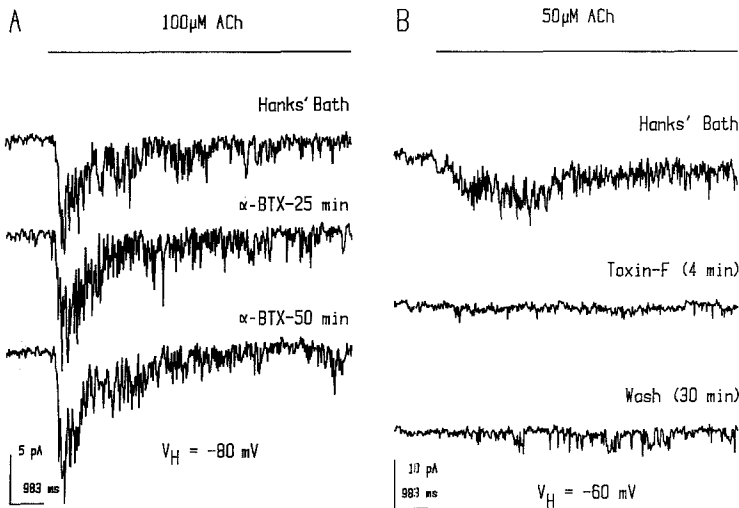 A
100μM ACh
Hanks' Bath
α-BTX-25 min
α-BTX-50 min
5 pA
983 ms
V_H = -80 mV
B
50μM ACh
Hanks' Bath
Toxin-F (4 min)
Wash (30 min)
10 pA
983 ms
V_H = -60 mV